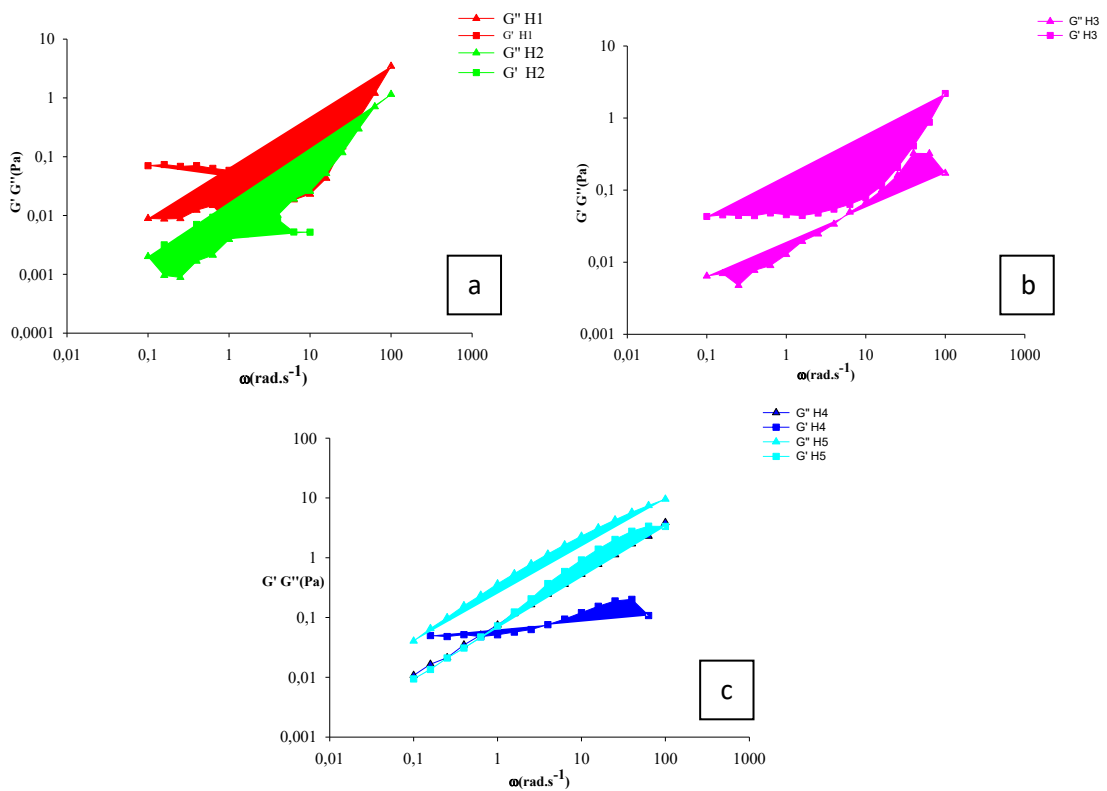 G'' H1
G' H1
G'' H2
G' H2
10
1
0,1
0,01
0,001
0,0001
G' G''(Pa)
0,01 0,1 1 10 100 1000
ω(rad.s-1)
a
G'' H3
G' H3
10
1
0,1
0,01
0,001
G' G''(Pa)
0,01 0,1 1 10 100 1000
ω(rad.s-1)
b
G'' H4
G' H4
G'' H5
G' H5
100
10
1
0,1
0,01
0,001
G' G''(Pa)
0,01 0,1 1 10 100 1000
ω(rad.s-1)
c